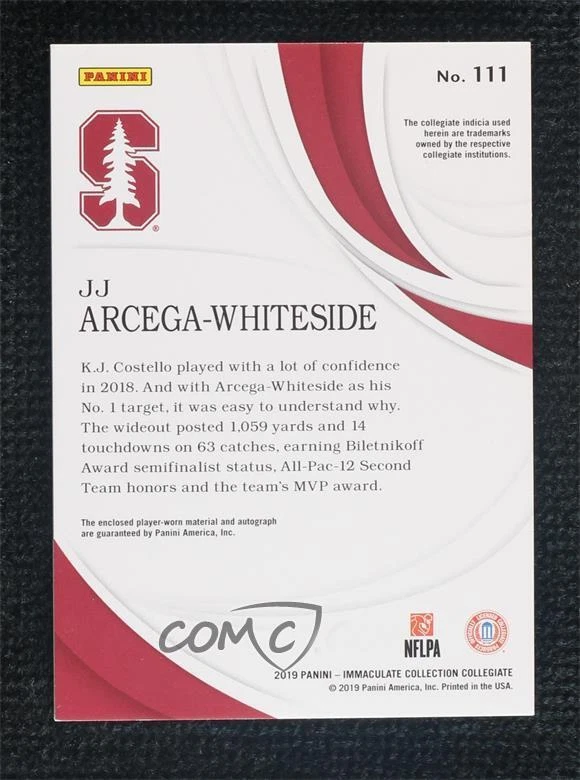 PANINI
No. 111
The collegiate indicia used
herein are trademarks
owned by the respective
collegiate institutions.
S
®
JJ
ARCEGA-WHITESIDE
K.J. Costello played with a lot of confidence
in 2018. And with Arcega-Whiteside as his
No. 1 target, it was easy to understand why.
The wideout posted 1,059 yards and 14
touchdowns on 63 catches, earning Biletnikoff
Award semifinalist status, All-Pac-12 Second
Team honors and the team's MVP award.
The enclosed player-worn material and autograph
are guaranteed by Panini America, Inc.
COMC
NFLPA
OFFICIALLY LICENSED COLLEGIATE PRODUCTS
2019 PANINI – IMMACULATE COLLECTION COLLEGIATE
© 2019 Panini America, Inc. Printed in the USA.